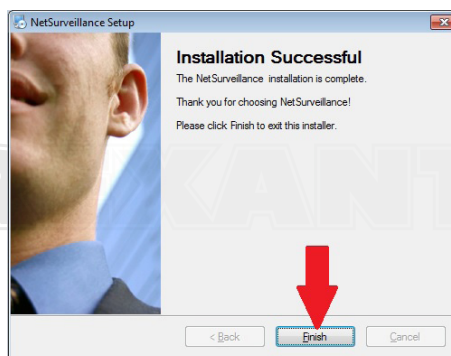 NetSurveillance Setup
Installation Successful
The NetSurveillance installation is complete.
Thank you for choosing NetSurveillance!
Please click Finish to exit this installer.
< Back
Finish
Cancel